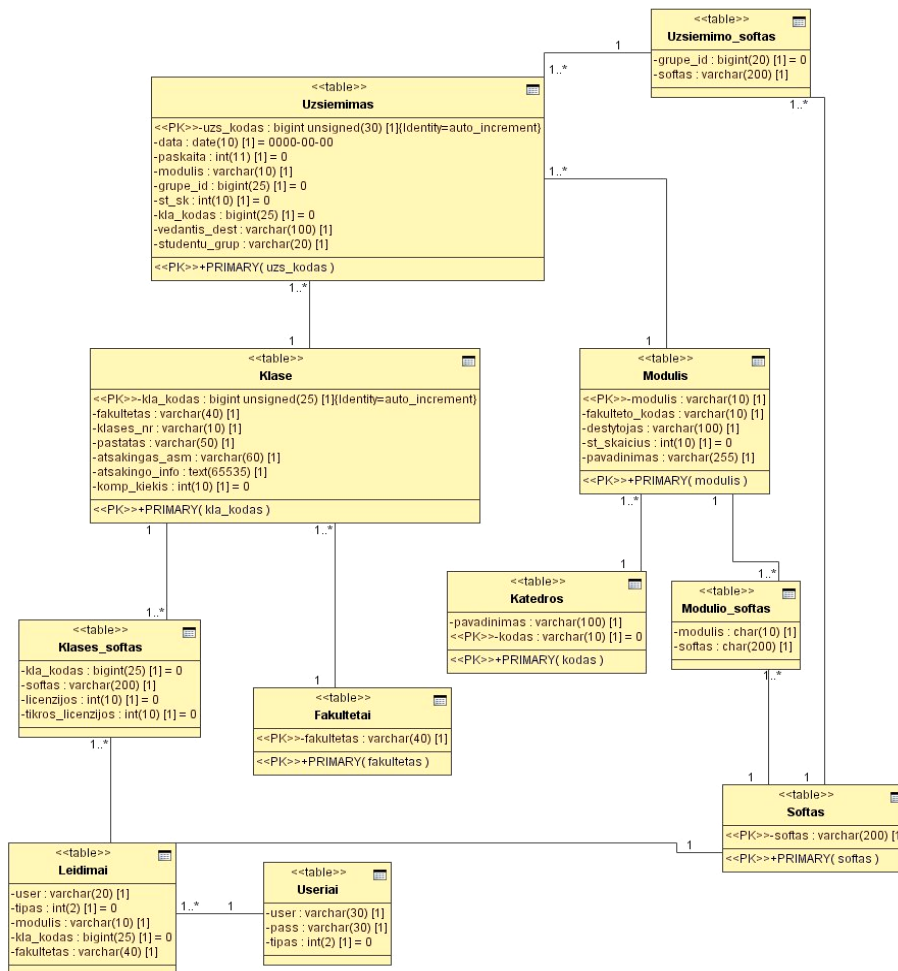 <<table>>
Uzsiemimo_softas
-grupe_id : bigint(20) [1] = 0
-softas : varchar(200) [1]
1
1..*
1..*
<<table>>
Uzsiemimas
<<PK>>-uzs_kodas : bigint unsigned(30) [1]{Identity=auto_increment}
-data : date(10) [1] = 0000-00-00
-paskaita : int(11) [1] = 0
-modulis : varchar(10) [1]
-grupe_id : bigint(25) [1] = 0
-st_sk : int(10) [1] = 0
-kla_kodas : bigint(25) [1] = 0
-vedantis_dest : varchar(100) [1]
-studentu_grup : varchar(20) [1]
<<PK>>+PRIMARY( uzs_kodas )
1..*
1..*
1
1
<<table>>
Klase
<<PK>>-kla_kodas : bigint unsigned(25) [1]{Identity=auto_increment}
-fakultetas : varchar(40) [1]
-klases_nr : varchar(10) [1]
-pastatas : varchar(50) [1]
-atsakingas_asm : varchar(60) [1]
-atsakingo_info : text(65535) [1]
-komp_kiekis : int(10) [1] = 0
<<PK>>+PRIMARY( kla_kodas )
<<table>>
Modulis
<<PK>>-modulis : varchar(10) [1]
-fakulteto_kodas : varchar(10) [1]
-destytojas : varchar(100) [1]
-st_skaicius : int(10) [1] = 0
-pavadinimas : varchar(255) [1]
<<PK>>+PRIMARY( modulis )
1
1..*
1..*
1
1..*
1
1..*
1
<<table>>
Katedros
-pavadinimas : varchar(100) [1]
<<PK>>-kodas : varchar(10) [1] = 0
<<PK>>+PRIMARY( kodas )
<<table>>
Modulio_softas
-modulis : char(10) [1]
-softas : char(200) [1]
1..*
<<table>>
Klases_softas
-kla_kodas : bigint(25) [1] = 0
-softas : varchar(200) [1]
-licenzijos : int(10) [1] = 0
-tikros_licenzijos : int(10) [1] = 0
1..*
<<table>>
Fakultetai
<<PK>>-fakultetas : varchar(40) [1]
<<PK>>+PRIMARY( fakultetas )
1
1
<<table>>
Softas
<<PK>>-softas : varchar(200) [1]
<<PK>>+PRIMARY( softas )
1
<<table>>
Leidimai
-user : varchar(20) [1]
-tipas : int(2) [1] = 0
-modulis : varchar(10) [1]
-kla_kodas : bigint(25) [1] = 0
-fakultetas : varchar(40) [1]
1..*
1
<<table>>
Useriai
-user : varchar(30) [1]
-pass : varchar(30) [1]
-tipas : int(2) [1] = 0